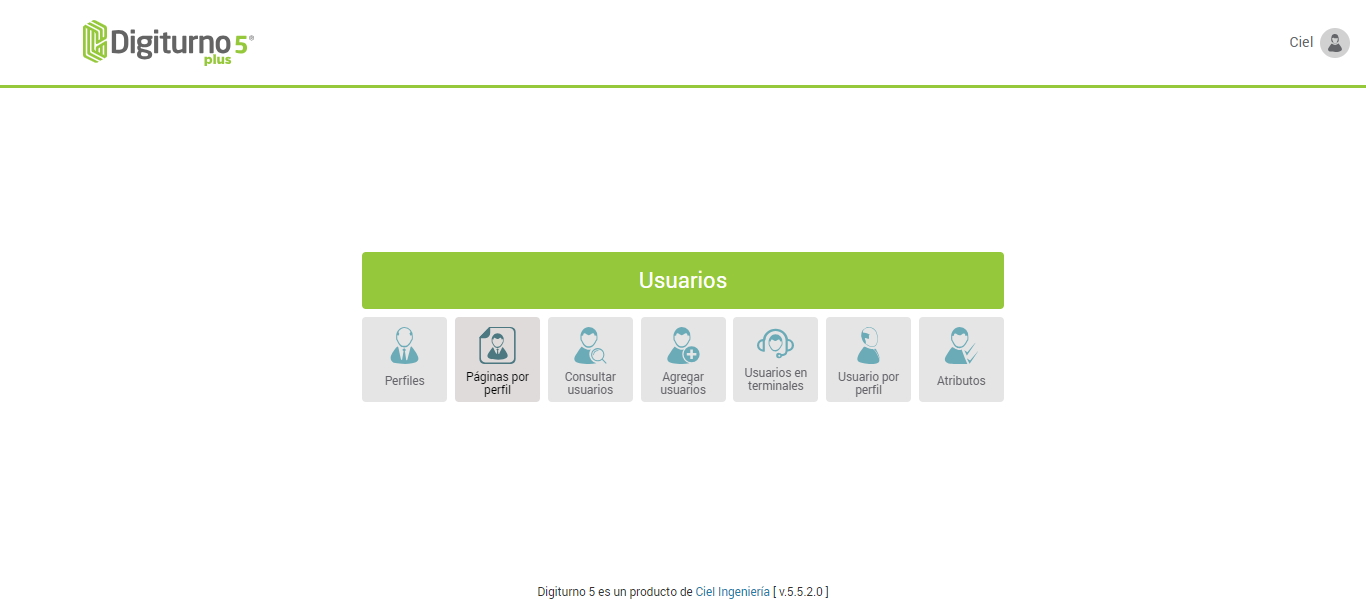 Digiturno 5®
plus
Ciel
Usuarios
Perfiles
Páginas por
perfil
Consultar
usuarios
Agregar
usuarios
Usuarios en
terminales
Usuario por
perfil
Atributos
Digiturno 5 es un producto de Ciel Ingeniería [ v.5.5.2.0 ]